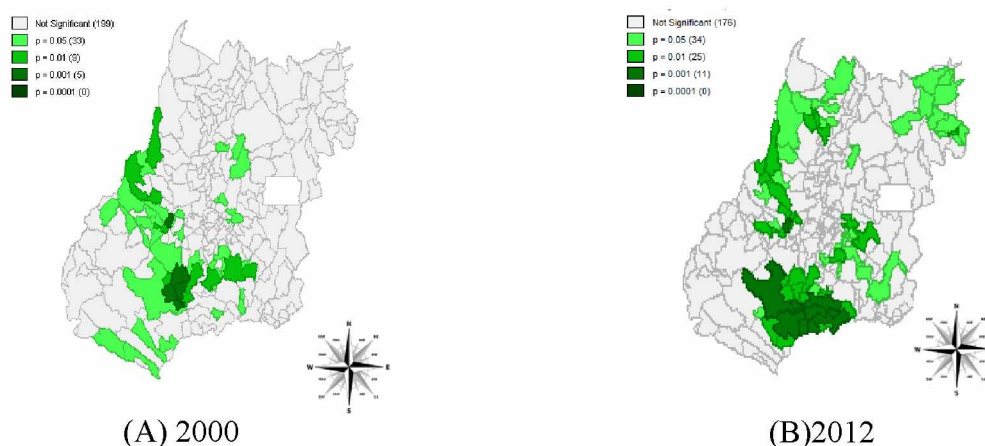 Not Significant (199)
p = 0.05 (33)
p = 0.01 (9)
p = 0.001 (5)
p = 0.0001 (0)
N
W
E
S
(A) 2000
Not Significant (176)
p = 0.05 (34)
p = 0.01 (25)
p = 0.001 (11)
p = 0.0001 (0)
N
W
S
(B)2012